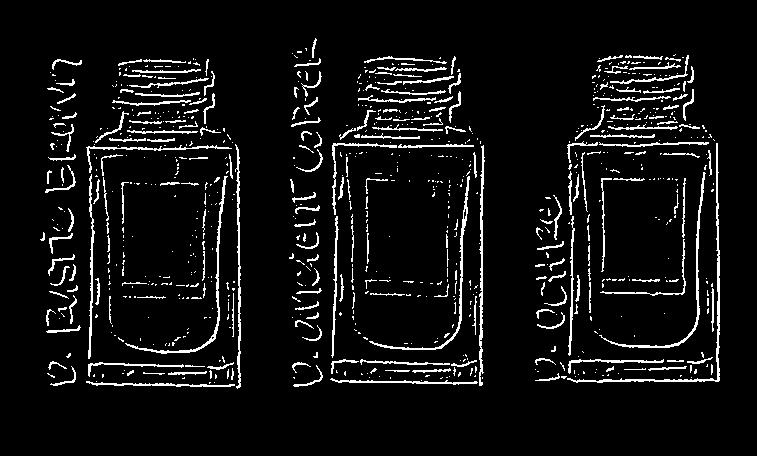 D. RUSTIC BROWN
D. ANCIENT COPPER
D. OCHRE